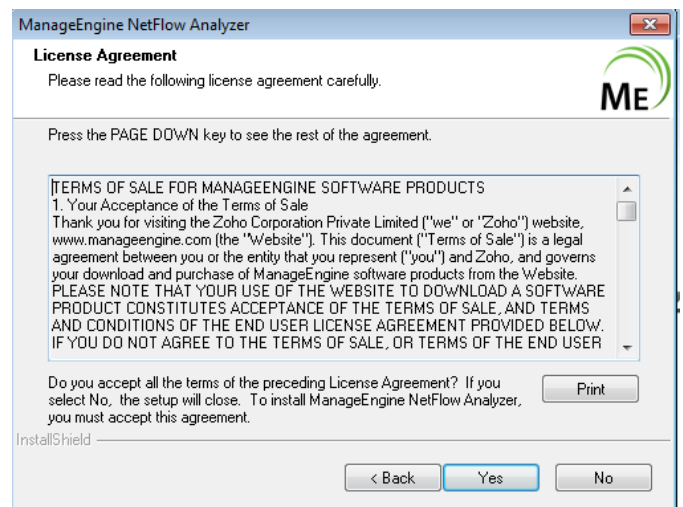 ManageEngine NetFlow Analyzer
License Agreement
Please read the following license agreement carefully.
ME
Press the PAGE DOWN key to see the rest of the agreement.
TERMS OF SALE FOR MANAGEENGINE SOFTWARE PRODUCTS
1. Your Acceptance of the Terms of Sale
Thank you for visiting the Zoho Corporation Private Limited ("we" or "Zoho") website,
www.manageengine.com (the "Website"). This document ("Terms of Sale") is a legal
agreement between you or the entity that you represent ("you") and Zoho, and governs
your download and purchase of ManageEngine software products from the Website.
PLEASE NOTE THAT YOUR USE OF THE WEBSITE TO DOWNLOAD A SOFTWARE
PRODUCT CONSTITUTES ACCEPTANCE OF THE TERMS OF SALE, AND TERMS
AND CONDITIONS OF THE END USER LICENSE AGREEMENT PROVIDED BELOW.
IF YOU DO NOT AGREE TO THE TERMS OF SALE, OR TERMS OF THE END USER
Do you accept all the terms of the preceding License Agreement? If you
select No, the setup will close. To install ManageEngine NetFlow Analyzer,
you must accept this agreement.
Print
InstallShield
< Back
Yes
No